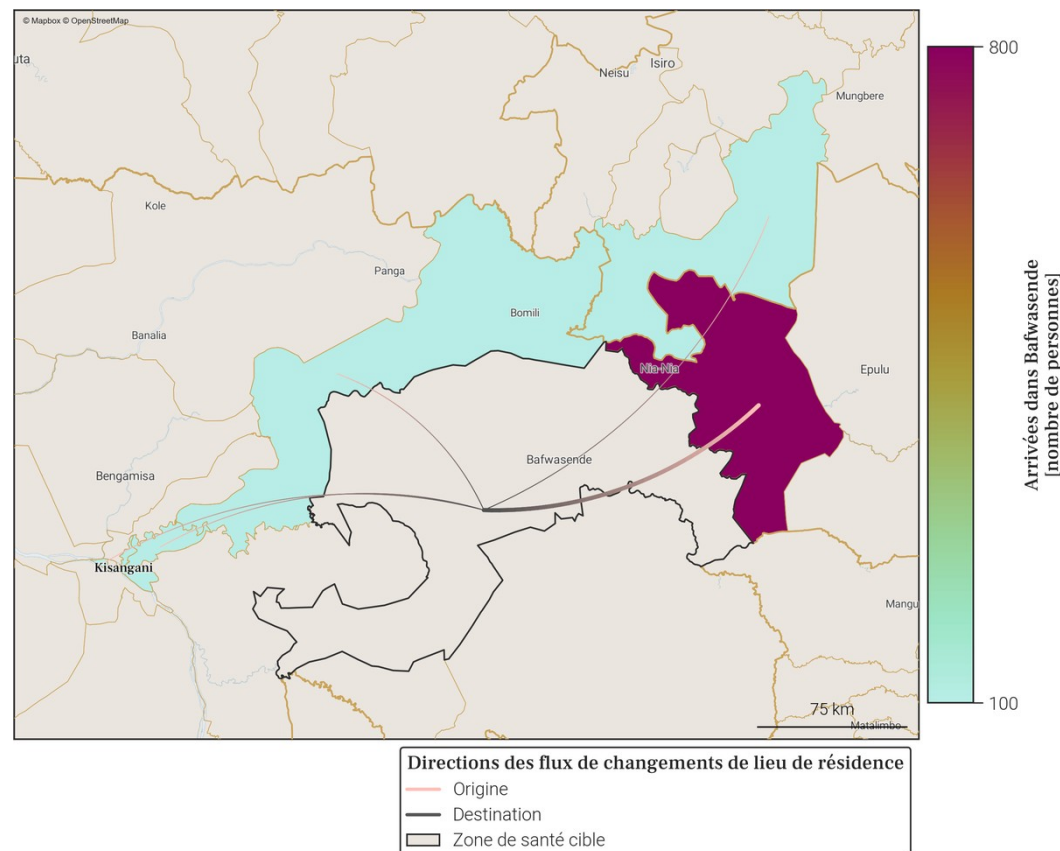 © Mapbox © OpenStreetMap
uta
Neisu
Isiro
Mungbere
Kole
Panga
Bomili
Banalia
Nia-Nia
Epulu
Bafwasende
Bengamisa
Kisangani
Mangu
75 km
Matalimbo
800
Arrivées dans Bafwasende
[nombre de personnes]
100
Directions des flux de changements de lieu de résidence
Origine
Destination
Zone de santé cible